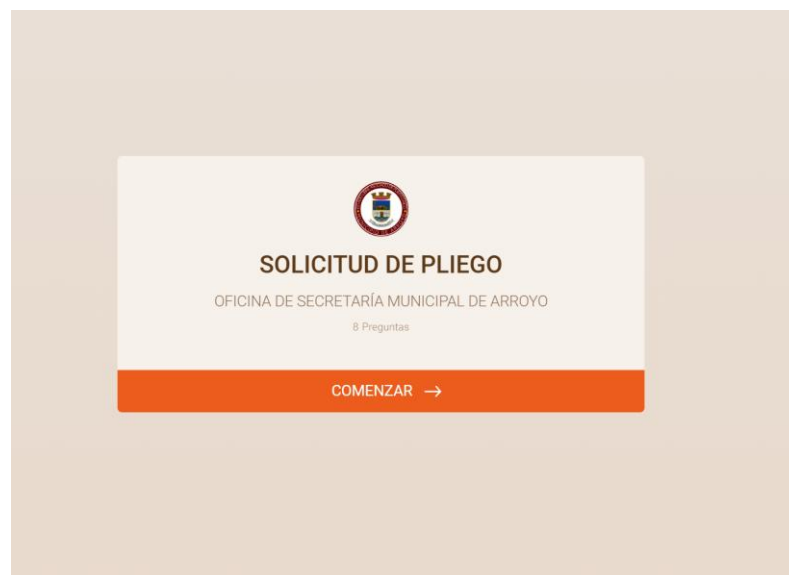 SOLICITUD DE PLIEGO
OFICINA DE SECRETARÍA MUNICIPAL DE ARROYO
8 Preguntas
COMENZAR →